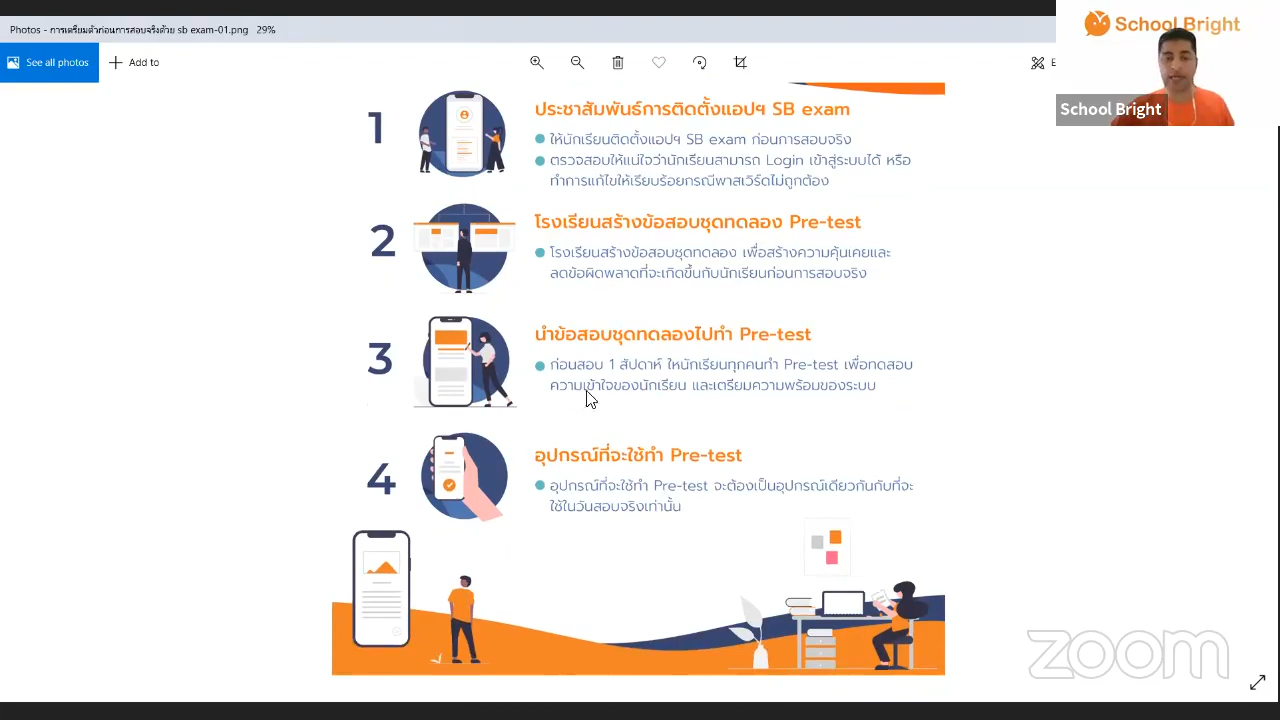 Photos - การเตรียมตัวก่อนการสอบจริงด้วย sb exam-01.png 29%
See all photos
Add to
School Bright
School Bright
1
ประชาสัมพันธ์การติดตั้งแอปฯ SB exam
ให้นักเรียนติดตั้งแอปฯ SB exam ก่อนการสอบจริง
ตรวจสอบให้แน่ใจว่านักเรียนสามารถ Login เข้าสู่ระบบได้ หรือ
ทำการแก้ไขให้เรียบร้อยกรณีพาสเวิร์ดไม่ถูกต้อง
2
โรงเรียนสร้างข้อสอบชุดทดลอง Pre-test
โรงเรียนสร้างข้อสอบชุดทดลอง เพื่อสร้างความคุ้นเคยและ
ลดข้อผิดพลาดที่จะเกิดขึ้นกับนักเรียนก่อนการสอบจริง
3
นำข้อสอบชุดทดลองไปทำ Pre-test
ก่อนสอบ 1 สัปดาห์ ให้นักเรียนทุกคนทำ Pre-test เพื่อทดสอบ
ความเข้าใจของนักเรียน และเตรียมความพร้อมของระบบ
4
อุปกรณ์ที่จะใช้ทำ Pre-test
อุปกรณ์ที่จะใช้ทำ Pre-test จะต้องเป็นอุปกรณ์เดียวกันกับที่จะ
ใช้ในวันสอบจริงเท่านั้น
zoom